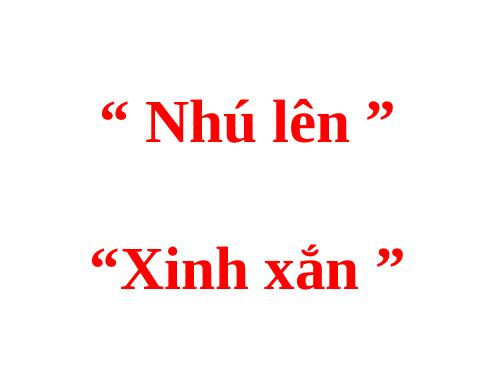 “ Nhú lên ”
“Xinh xắn ”